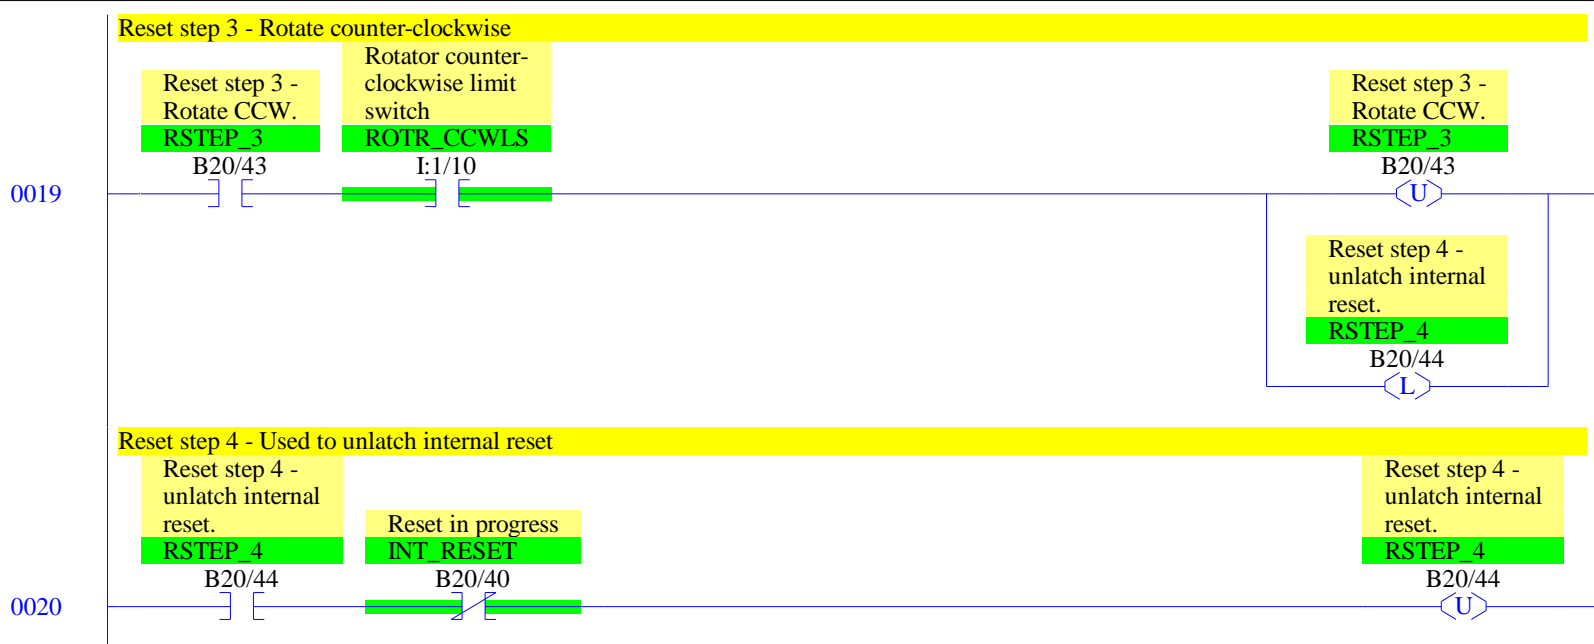 Reset step 3 - Rotate counter-clockwise
Reset step 3 -
Rotate CCW.
RSTEP_3
B20/43
Rotator counter-
clockwise limit
switch
ROTR_CCWLS
I:1/10
Reset step 3 -
Rotate CCW.
RSTEP_3
B20/43
0019
U
Reset step 4 -
unlatch internal
reset.
RSTEP_4
B20/44
L
Reset step 4 - Used to unlatch internal reset
Reset step 4 -
unlatch internal
reset.
RSTEP_4
B20/44
Reset in progress
INT_RESET
B20/40
Reset step 4 -
unlatch internal
reset.
RSTEP_4
B20/44
0020
U